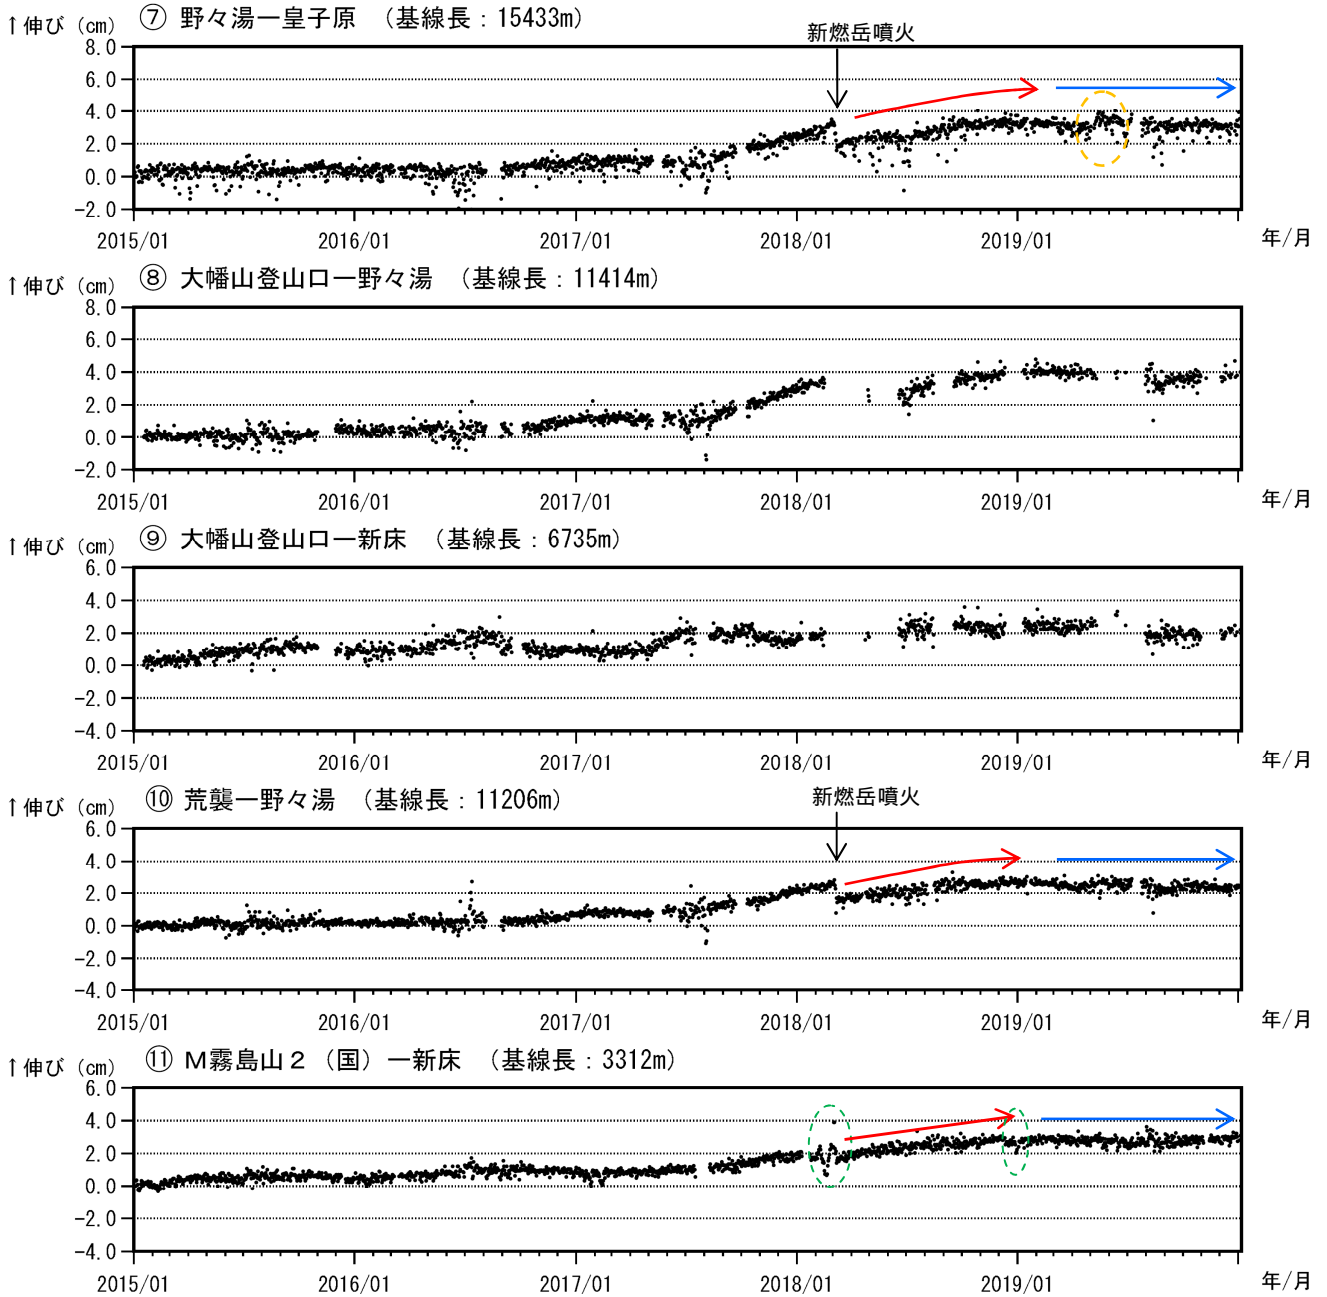 ↑伸び（cm） ⑦ 野々湯ー皇子原 （基線長：15433m）
新燃岳噴火
8.0
6.0
4.0
2.0
0.0
-2.0
2015/01 2016/01 2017/01 2018/01 2019/01 年/月
↑伸び（cm） ⑧ 大幡山登山口ー野々湯 （基線長：11414m）
8.0
6.0
4.0
2.0
0.0
-2.0
2015/01 2016/01 2017/01 2018/01 2019/01 年/月
↑伸び（cm） ⑨ 大幡山登山口ー新床 （基線長：6735m）
6.0
4.0
2.0
0.0
-2.0
-4.0
2015/01 2016/01 2017/01 2018/01 2019/01 年/月
↑伸び（cm） ⑩ 荒襲ー野々湯 （基線長：11206m）
新燃岳噴火
6.0
4.0
2.0
0.0
-2.0
-4.0
2015/01 2016/01 2017/01 2018/01 2019/01 年/月
↑伸び（cm） ⑪ M霧島山２（国）ー新床 （基線長：3312m）
6.0
4.0
2.0
0.0
-2.0
-4.0
2015/01 2016/01 2017/01 2018/01 2019/01 年/月